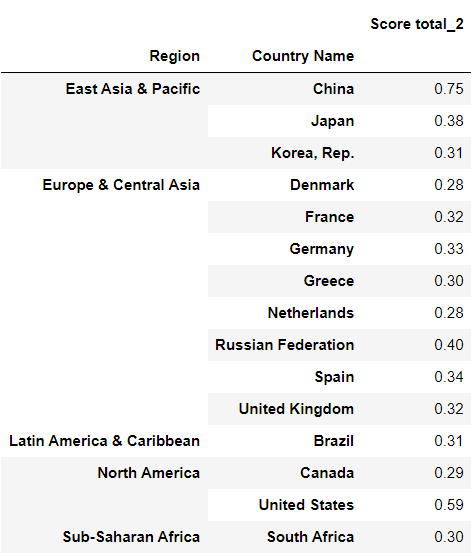 Score total_2
Region Country Name
East Asia & Pacific China 0.75
Japan 0.38
Korea, Rep. 0.31
Europe & Central Asia Denmark 0.28
France 0.32
Germany 0.33
Greece 0.30
Netherlands 0.28
Russian Federation 0.40
Spain 0.34
United Kingdom 0.32
Latin America & Caribbean Brazil 0.31
North America Canada 0.29
United States 0.59
Sub-Saharan Africa South Africa 0.30